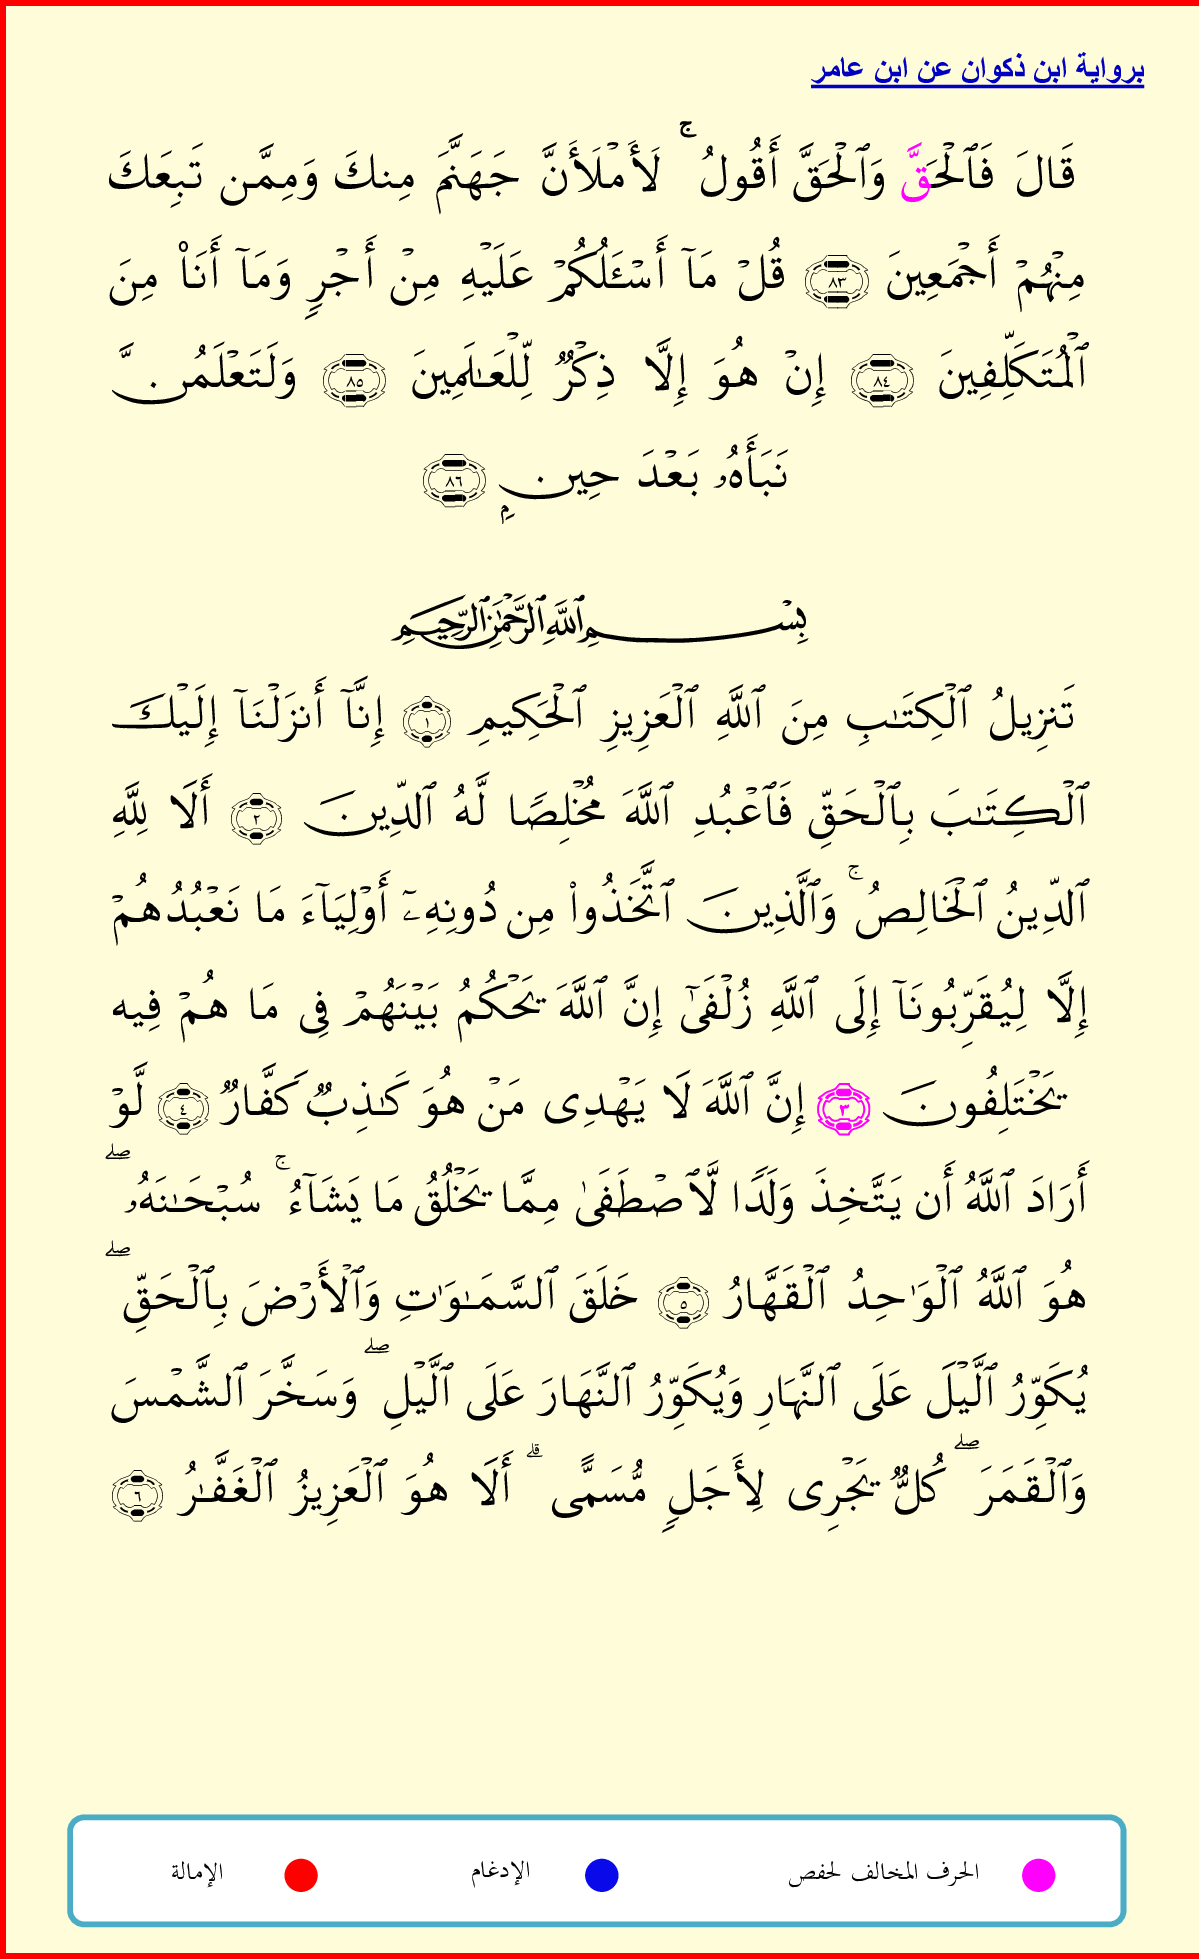 برواية ابن ذكوان عن ابن عامر
قَالَ فَٱلْحَقَّ وَٱلْحَقَّ أَقُولُ ۚ لَأَمْلَأَنَّ جَهَنَّمَ مِنكَ وَمِمَّن تَبِعَكَ
مِنْهُمْ أَجْمَعِينَ ٨٣ قُلْ مَآ أَسْـَٔلُكُمْ عَلَيْهِ مِنْ أَجْرٍ وَمَآ أَنَا۠ مِنَ
ٱلْمُتَكَلِّفِينَ ٨٤ إِنْ هُوَ إِلَّا ذِكْرٌ لِّلْعَـٰلَمِينَ ٨٥ وَلَتَعْلَمُنَّ
نَبَأَهُۥ بَعْدَ حِينٍۭ ٨٦
بِسْمِ ٱللَّهِ ٱلرَّحْمَـٰنِ ٱلرَّحِيمِ
تَنزِيلُ ٱلْكِتَـٰبِ مِنَ ٱللَّهِ ٱلْعَزِيزِ ٱلْحَكِيمِ ١ إِنَّآ أَنزَلْنَآ إِلَيْكَ
ٱلْكِتَـٰبَ بِٱلْحَقِّ فَٱعْبُدِ ٱللَّهَ مُخْلِصًا لَّهُ ٱلدِّينَ ٢ أَلَا لِلَّهِ
ٱلدِّينُ ٱلْخَالِصُ ۚ وَٱلَّذِينَ ٱتَّخَذُوا۟ مِن دُونِهِۦٓ أَوْلِيَآءَ مَا نَعْبُدُهُمْ
إِلَّا لِيُقَرِّبُونَآ إِلَى ٱللَّهِ زُلْفَىٰٓ إِنَّ ٱللَّهَ يَحْكُمُ بَيْنَهُمْ فِى مَا هُمْ فِيه
يَخْتَلِفُونَ ٣ إِنَّ ٱللَّهَ لَا يَهْدِى مَنْ هُوَ كَـٰذِبٌ كَفَّارٌ ٤ لَّوْ
أَرَادَ ٱللَّهُ أَن يَتَّخِذَ وَلَدًا لَّٱصْطَفَىٰ مِمَّا يَخْلُقُ مَا يَشَآءُ ۚ سُبْحَـٰنَهُۥ ۖ
هُوَ ٱللَّهُ ٱلْوَٰحِدُ ٱلْقَهَّارُ ٥ خَلَقَ ٱلسَّمَـٰوَٰتِ وَٱلْأَرْضَ بِٱلْحَقِّ ۖ
يُكَوِّرُ ٱلَّيْلَ عَلَى ٱلنَّهَارِ وَيُكَوِّرُ ٱلنَّهَارَ عَلَى ٱلَّيْلِ ۖ وَسَخَّرَ ٱلشَّمْسَ
وَٱلْقَمَرَ ۖ كُلٌّ يَجْرِى لِأَجَلٍ مُّسَمًّى ۗ أَلَا هُوَ ٱلْعَزِيزُ ٱلْغَفَّـٰرُ ٦
الحرف المخالف لحفص الإدغام الإمالة